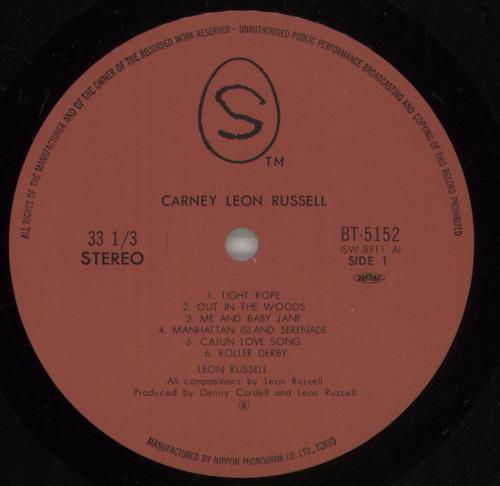 ALL RIGHTS OF THE MANUFACTURER AND OF THE OWNER OF THE RECORDED WORK RESERVED - UNAUTHORISED PUBLIC PERFORMANCE BROADCASTING AND COPYING OF THIS RECORD PROHIBITED
S
TM
CARNEY LEON RUSSELL
33 1/3
STEREO
BT-5152
(SW-8911 A)
SIDE 1
JASRAC
1. TIGHT ROPE
2. OUT IN THE WOODS
3. ME AND BABY JANE
4. MANHATTAN ISLAND SERENADE
5. CAJUN LOVE SONG
6. ROLLER DERBY
LEON RUSSELL
All compositions by Leon Russell
Produced by Denny Cordell and Leon Russell
MANUFACTURED BY NIPPON PHONOGRAM CO. LTD., TOKYO